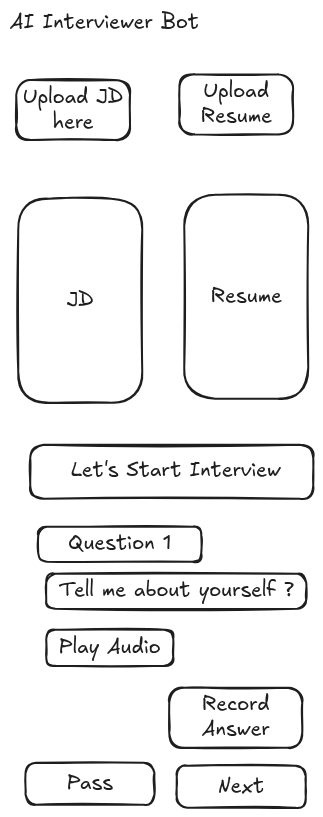 AI Interviewer Bot
Upload JD
here
Upload
Resume
JD
Resume
Let's Start Interview
Question 1
Tell me about yourself ?
Play Audio
Record
Answer
Pass
Next